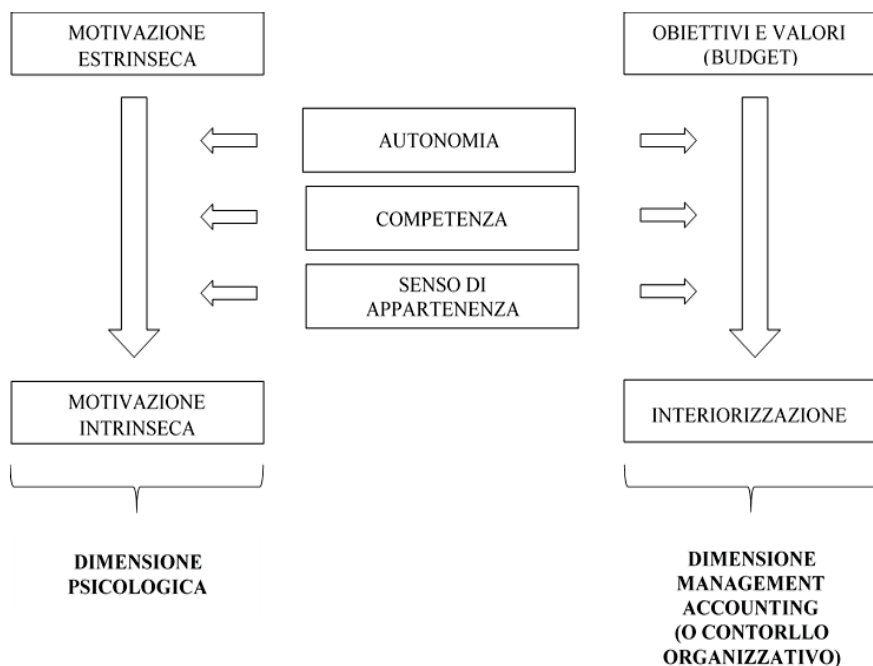 MOTIVAZIONE
ESTRINSECA
OBIETTIVI E VALORI
(BUDGET)
AUTONOMIA
COMPETENZA
SENSO DI
APPARTENENZA
MOTIVAZIONE
INTRINSECA
INTERIORIZZAZIONE
DIMENSIONE
PSICOLOGICA
DIMENSIONE
MANAGEMENT
ACCOUNTING
(O CONTORLLO
ORGANIZZATIVO)